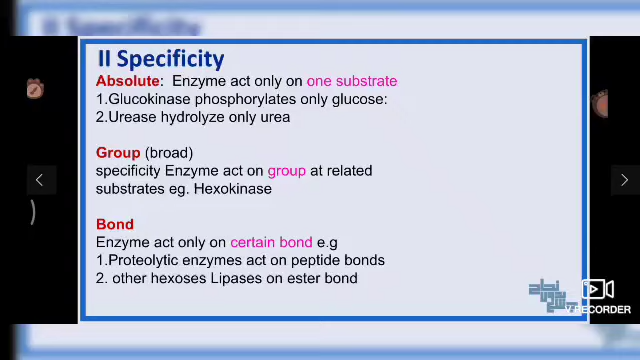 II Specificity
II Specificity
Absolute: Enzyme act only on one substrate
1.Glucokinase phosphorylates only glucose:
2.Urease hydrolyze only urea
Group (broad)
specificity Enzyme act on group at related
substrates eg. Hexokinase
Bond
Enzyme act only on certain bond e.g
1.Proteolytic enzymes act on peptide bonds
2. other hexoses Lipases on ester bond
RECORDER